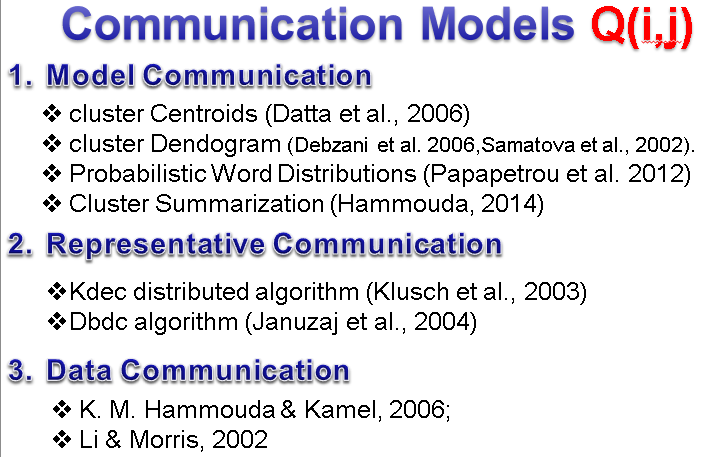 Communication Models Q(i,j)
1. Model Communication
❖ cluster Centroids (Datta et al., 2006)
❖ cluster Dendogram (Debzani et al. 2006,Samatova et al., 2002).
❖ Probabilistic Word Distributions (Papapetrou et al. 2012)
❖ Cluster Summarization (Hammouda, 2014)
2. Representative Communication
❖Kdec distributed algorithm (Klusch et al., 2003)
❖Dbdc algorithm (Januzaj et al., 2004)
3. Data Communication
❖ K. M. Hammouda & Kamel, 2006;
❖ Li & Morris, 2002